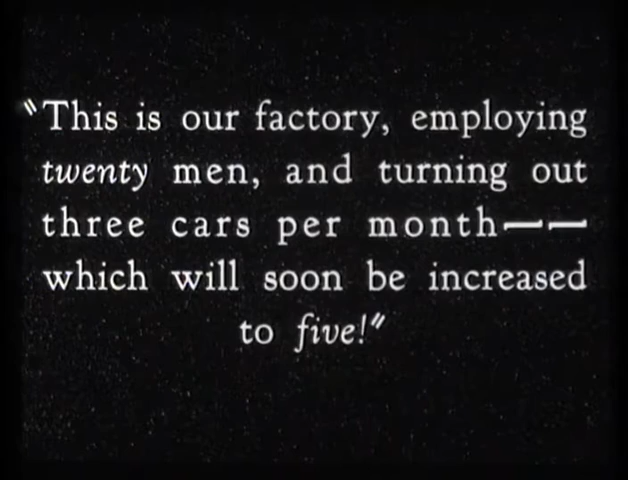 "This is our factory, employing
twenty men, and turning out
three cars per month——
which will soon be increased
to five!"